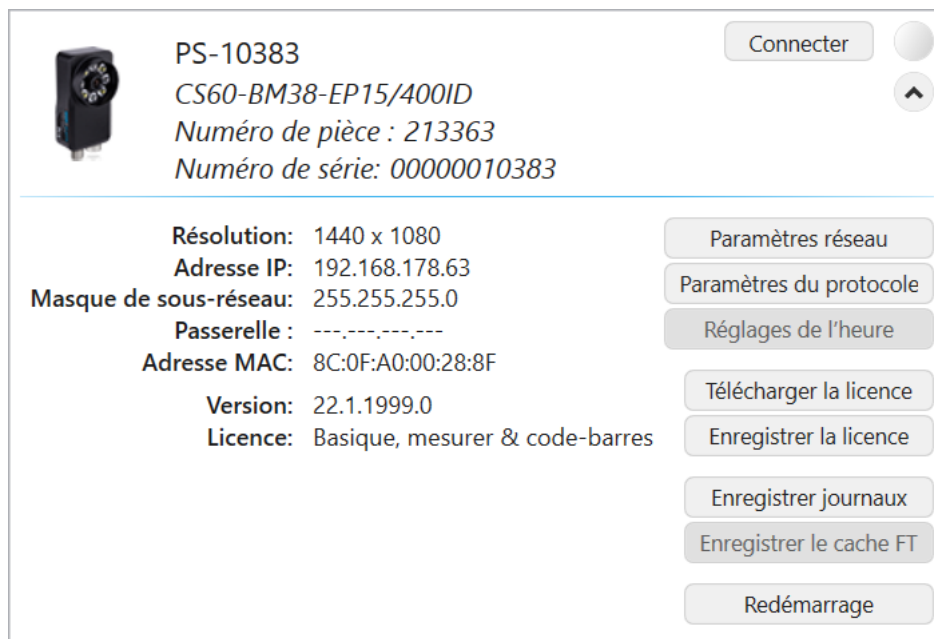 PS-10383
Connecter
CS60-BM38-EP15/400ID
Numéro de pièce : 213363
Numéro de série: 00000010383
Résolution: 1440 x 1080
Adresse IP: 192.168.178.63
Masque de sous-réseau: 255.255.255.0
Passerelle : ---.---.---.---
Adresse MAC: 8C:0F:A0:00:28:8F
Version: 22.1.1999.0
Licence: Basique, mesurer & code-barres
Paramètres réseau
Paramètres du protocole
Réglages de l’heure
Télécharger la licence
Enregistrer la licence
Enregistrer journaux
Enregistrer le cache FT
Redémarrage